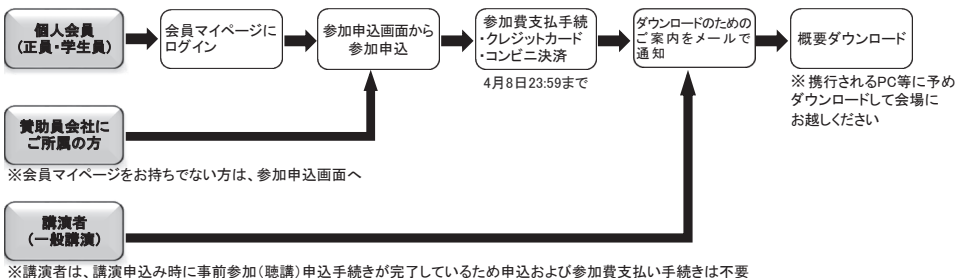 個人会員
(正員・学生員)
会員マイページに
ログイン
参加申込画面から
参加申込
参加費支払手続
・クレジットカード
・コンビニ決済
4月8日23:59まで
ダウンロードのための
ご案内をメールで
通知
概要ダウンロード
※携行されるPC等に予め
ダウンロードして会場に
お越しください
賛助員会社に
ご所属の方
※会員マイページをお持ちでない方は、参加申込画面へ
講演者
(一般講演)
※講演者は、講演申込み時に事前参加(聴講)申込手続きが完了しているため申込および参加費支払い手続きは不要